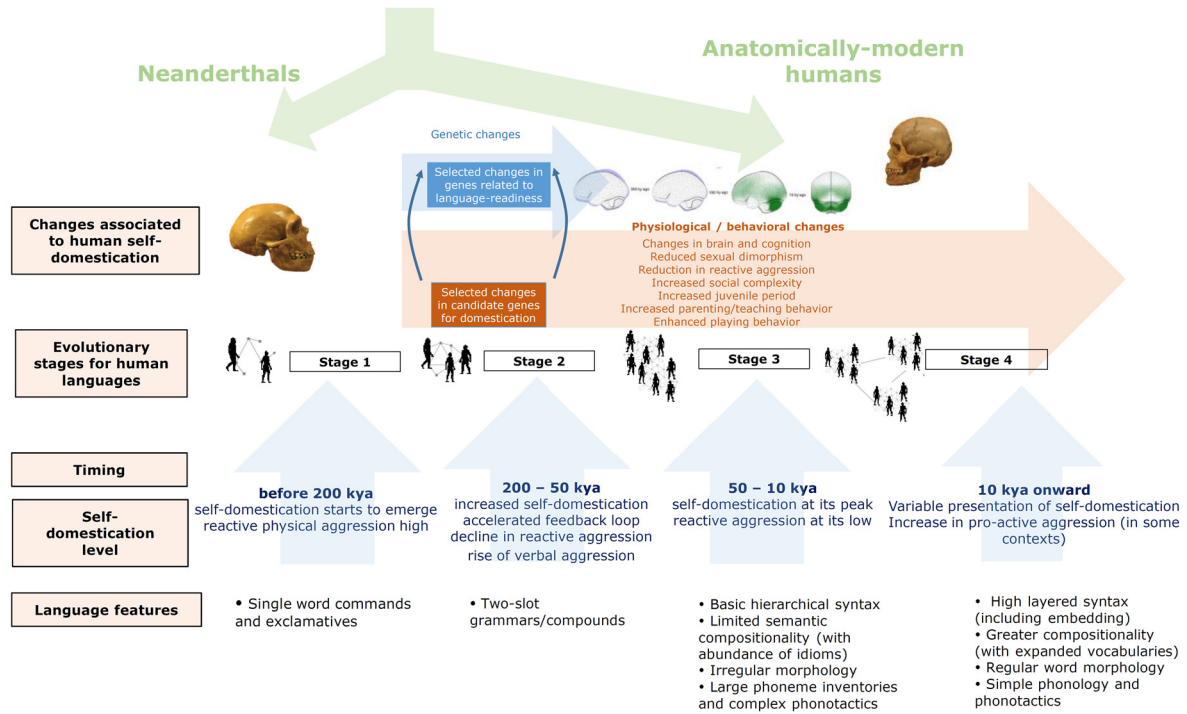 Neanderthals
Anatomically-modern
humans
Genetic changes
Selected changes in
genes related to
language-readiness
Changes associated
to human self-
domestication
Physiological / behavioral changes
Changes in brain and cognition
Reduced sexual dimorphism
Reduction in reactive aggression
Increased social complexity
Increased juvenile period
Increased parenting/teaching behavior
Enhanced playing behavior
Selected changes
in candidate genes
for domestication
Evolutionary
stages for human
languages
Stage 1
Stage 2
Stage 3
Stage 4
Timing
before 200 kya
200 – 50 kya
50 – 10 kya
10 kya onward
Self-
domestication
level
self-domestication starts to emerge
reactive physical aggression high
increased self-domestication
accelerated feedback loop
decline in reactive aggression
rise of verbal aggression
self-domestication at its peak
reactive aggression at its low
Variable presentation of self-domestication
Increase in pro-active aggression (in some
contexts)
Language features
• Single word commands
and exclamatives
• Two-slot
grammars/compounds
• Basic hierarchical syntax
• Limited semantic
compositionality (with
abundance of idioms)
• Irregular morphology
• Large phoneme inventories
and complex phonotactics
• High layered syntax
(including embedding)
• Greater compositionality
(with expanded vocabularies)
• Regular word morphology
• Simple phonology and
phonotactics